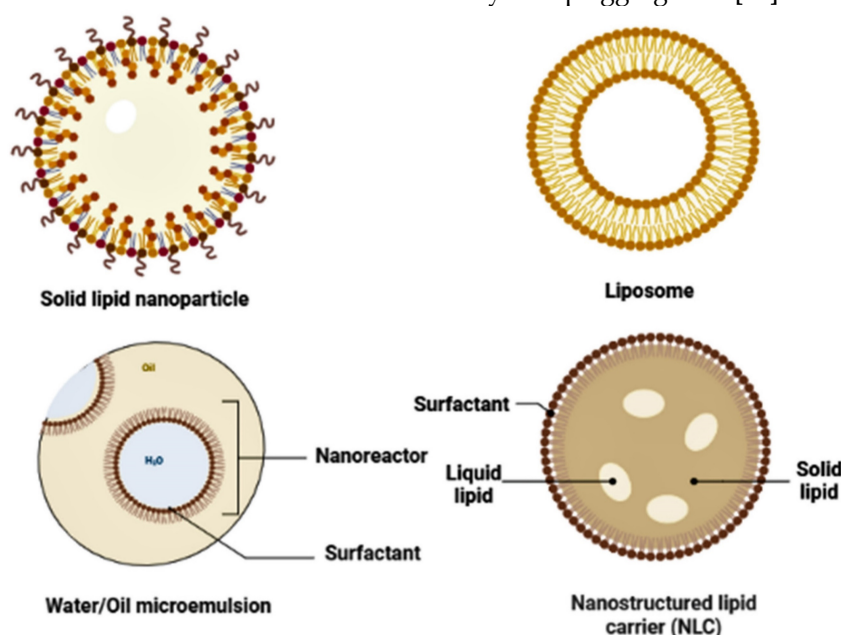 Solid lipid nanoparticle
Liposome
Oil
H₂O
Nanoreactor
Surfactant
Water/Oil microemulsion
Surfactant
Liquid
lipid
Solid
lipid
Nanostructured lipid
carrier (NLC)